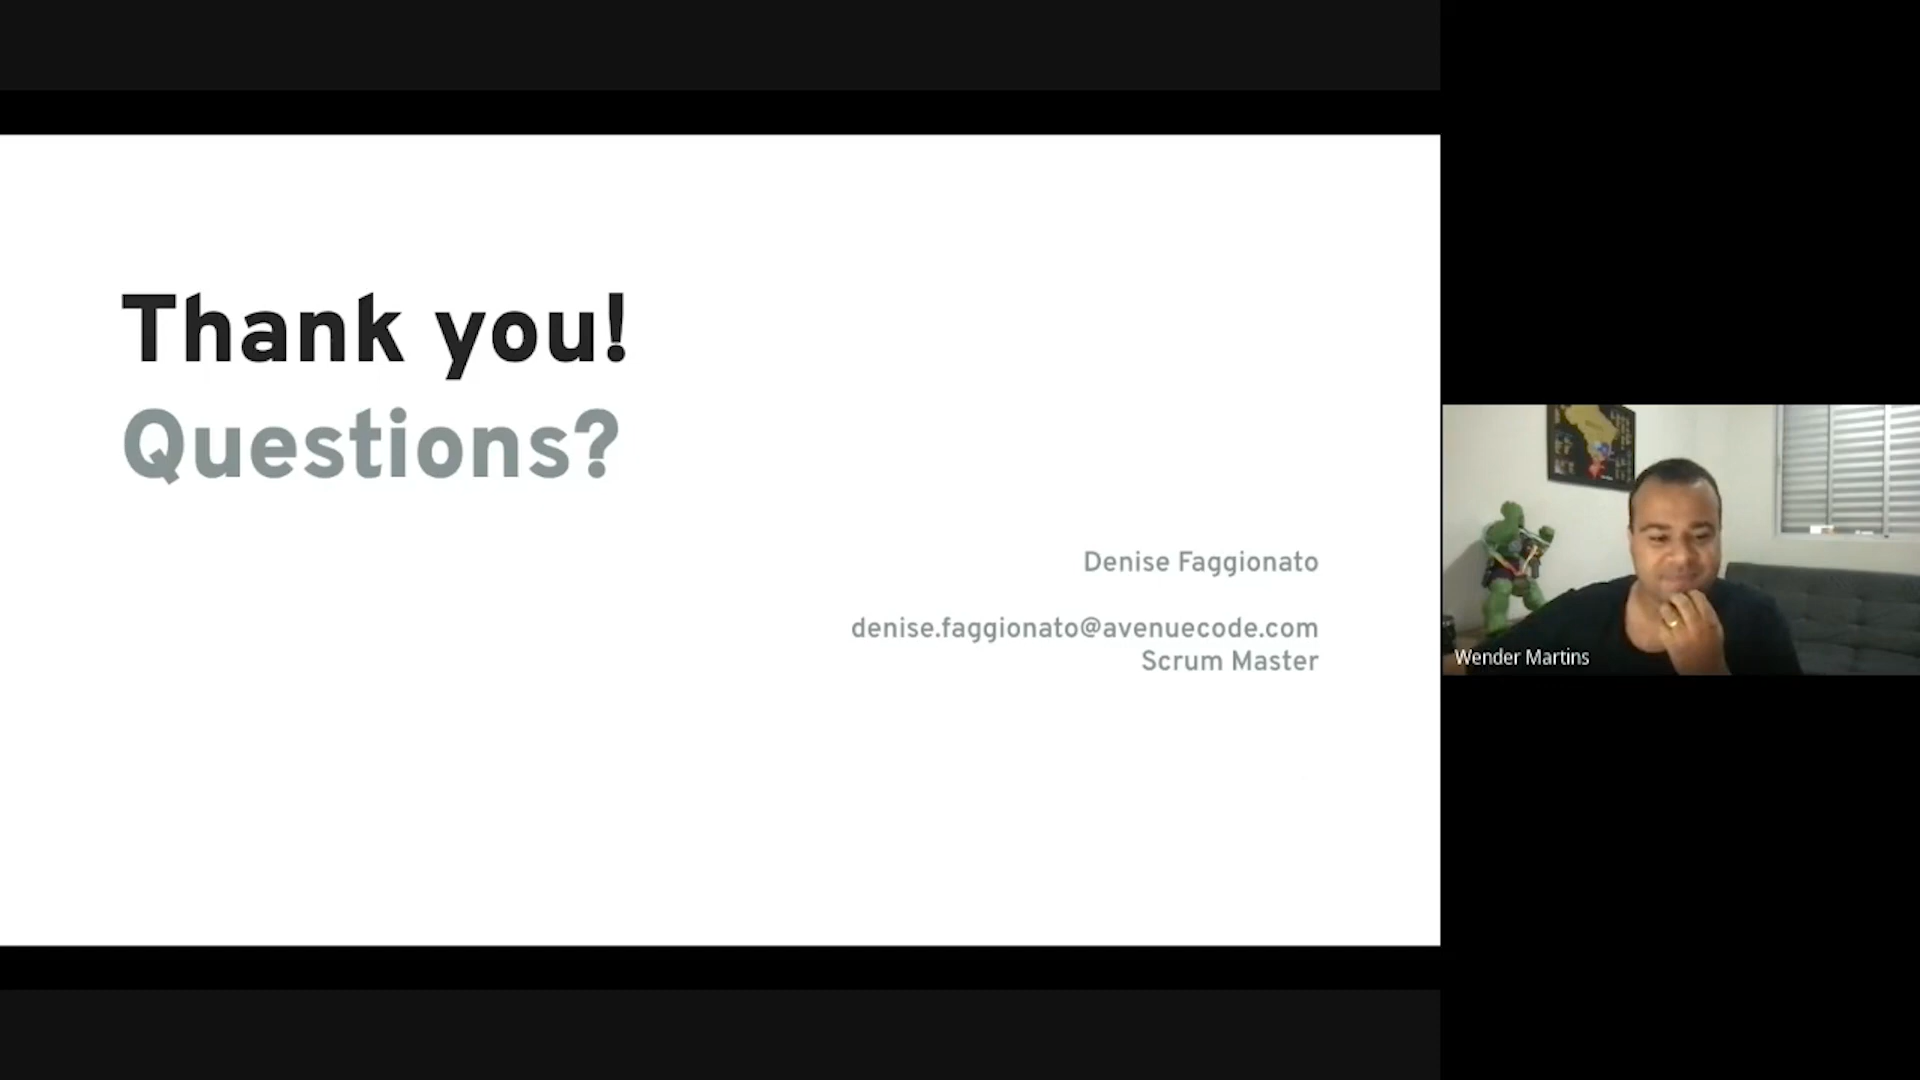 Thank you!
Questions?
Denise Faggionato
denise.faggionato@avenuecode.com
Scrum Master
Wender Martins